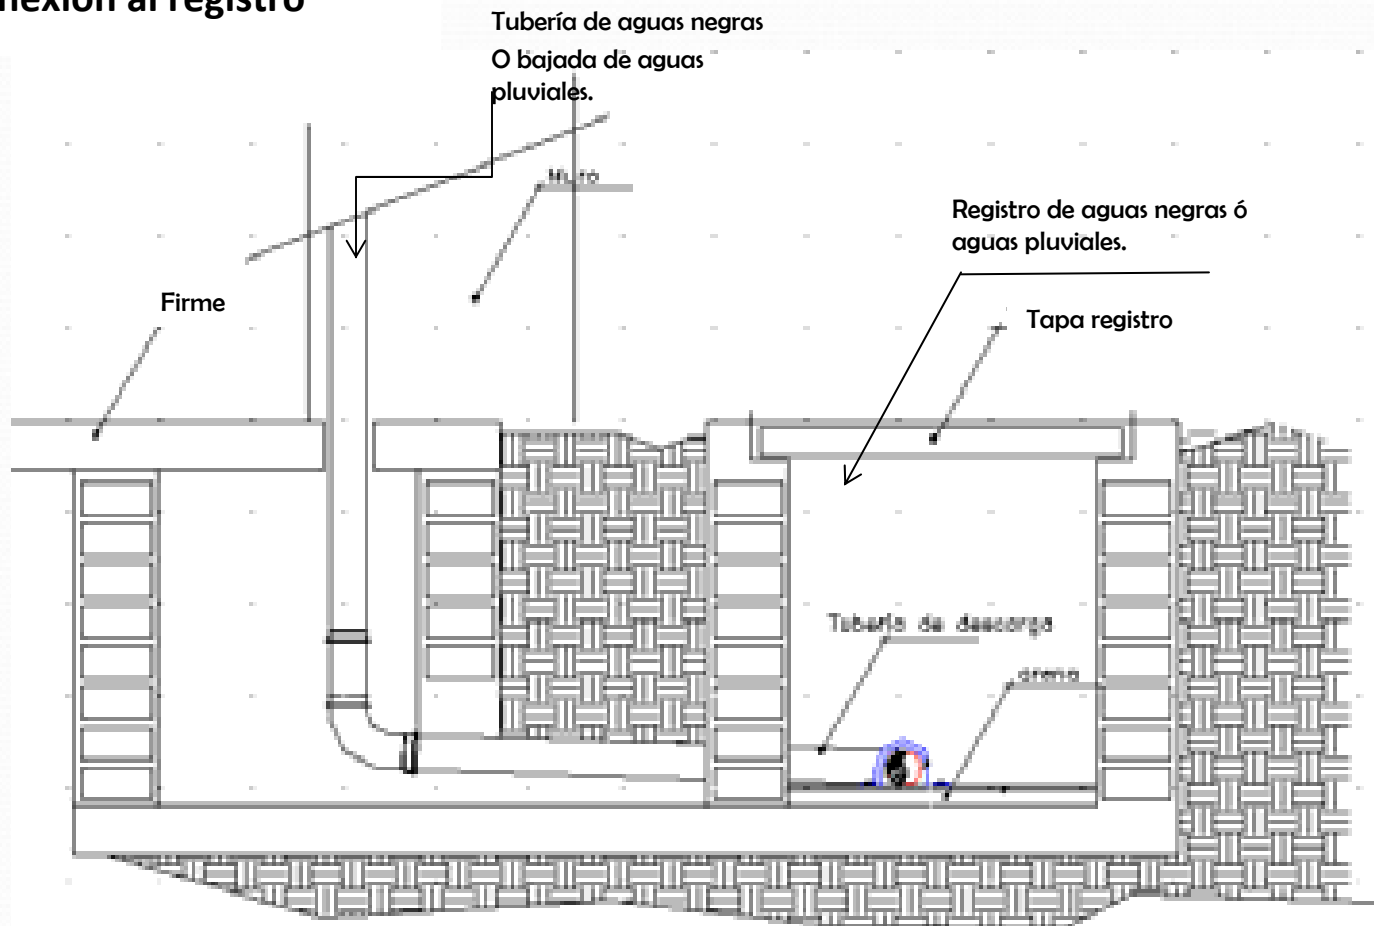 nexión al registro
Tubería de aguas negras
O bajada de aguas
pluviales.
Muro
Registro de aguas negras ó
aguas pluviales.
Firme
Tapa registro
Tubería de descarga
arena